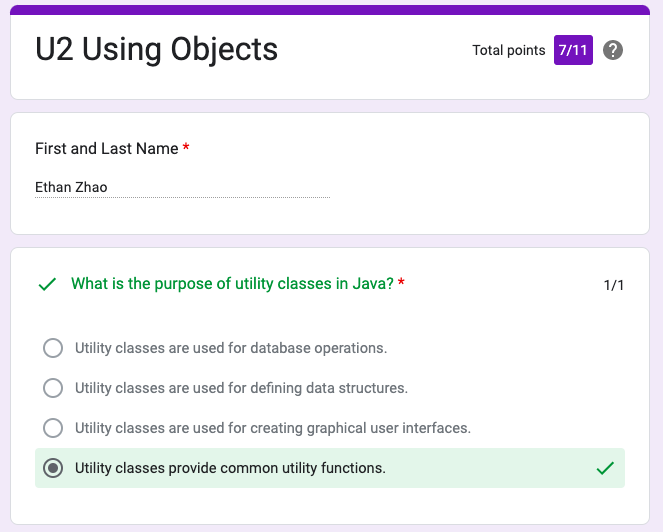 U2 Using Objects
Total points 7/11 ?
First and Last Name *
Ethan Zhao
What is the purpose of utility classes in Java? * 1/1
Utility classes are used for database operations.
Utility classes are used for defining data structures.
Utility classes are used for creating graphical user interfaces.
Utility classes provide common utility functions.